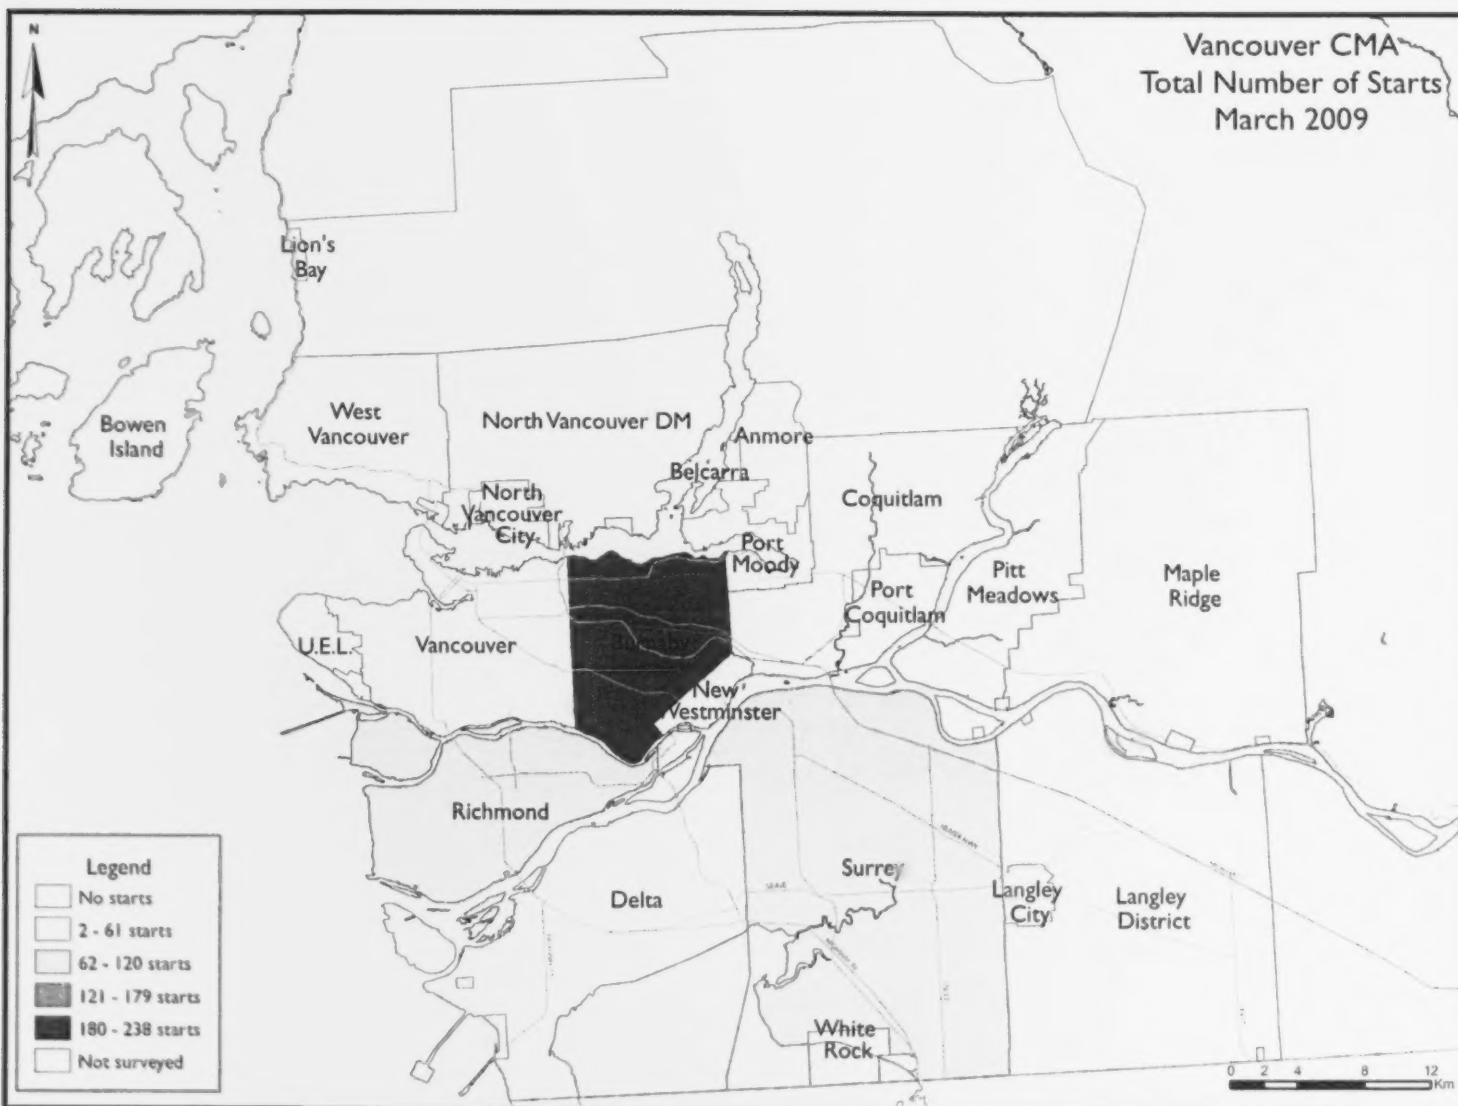 N
Vancouver CMA
Total Number of Starts
March 2009
Lion's
Bay
Bowen
Island
West
Vancouver
North Vancouver DM
Anmore
Belcarra
North
Vancouver
City
Coquitlam
Port
Moody
Port
Coquitlam
Pitt
Meadows
Maple
Ridge
U.E.L.
Vancouver
Burnaby
New
Westminster
Richmond
Delta
Surrey
Langley
City
Langley
District
White
Rock
Legend
No starts
2 - 61 starts
62 - 120 starts
121 - 179 starts
180 - 238 starts
Not surveyed
0 2 4 8 12
Km